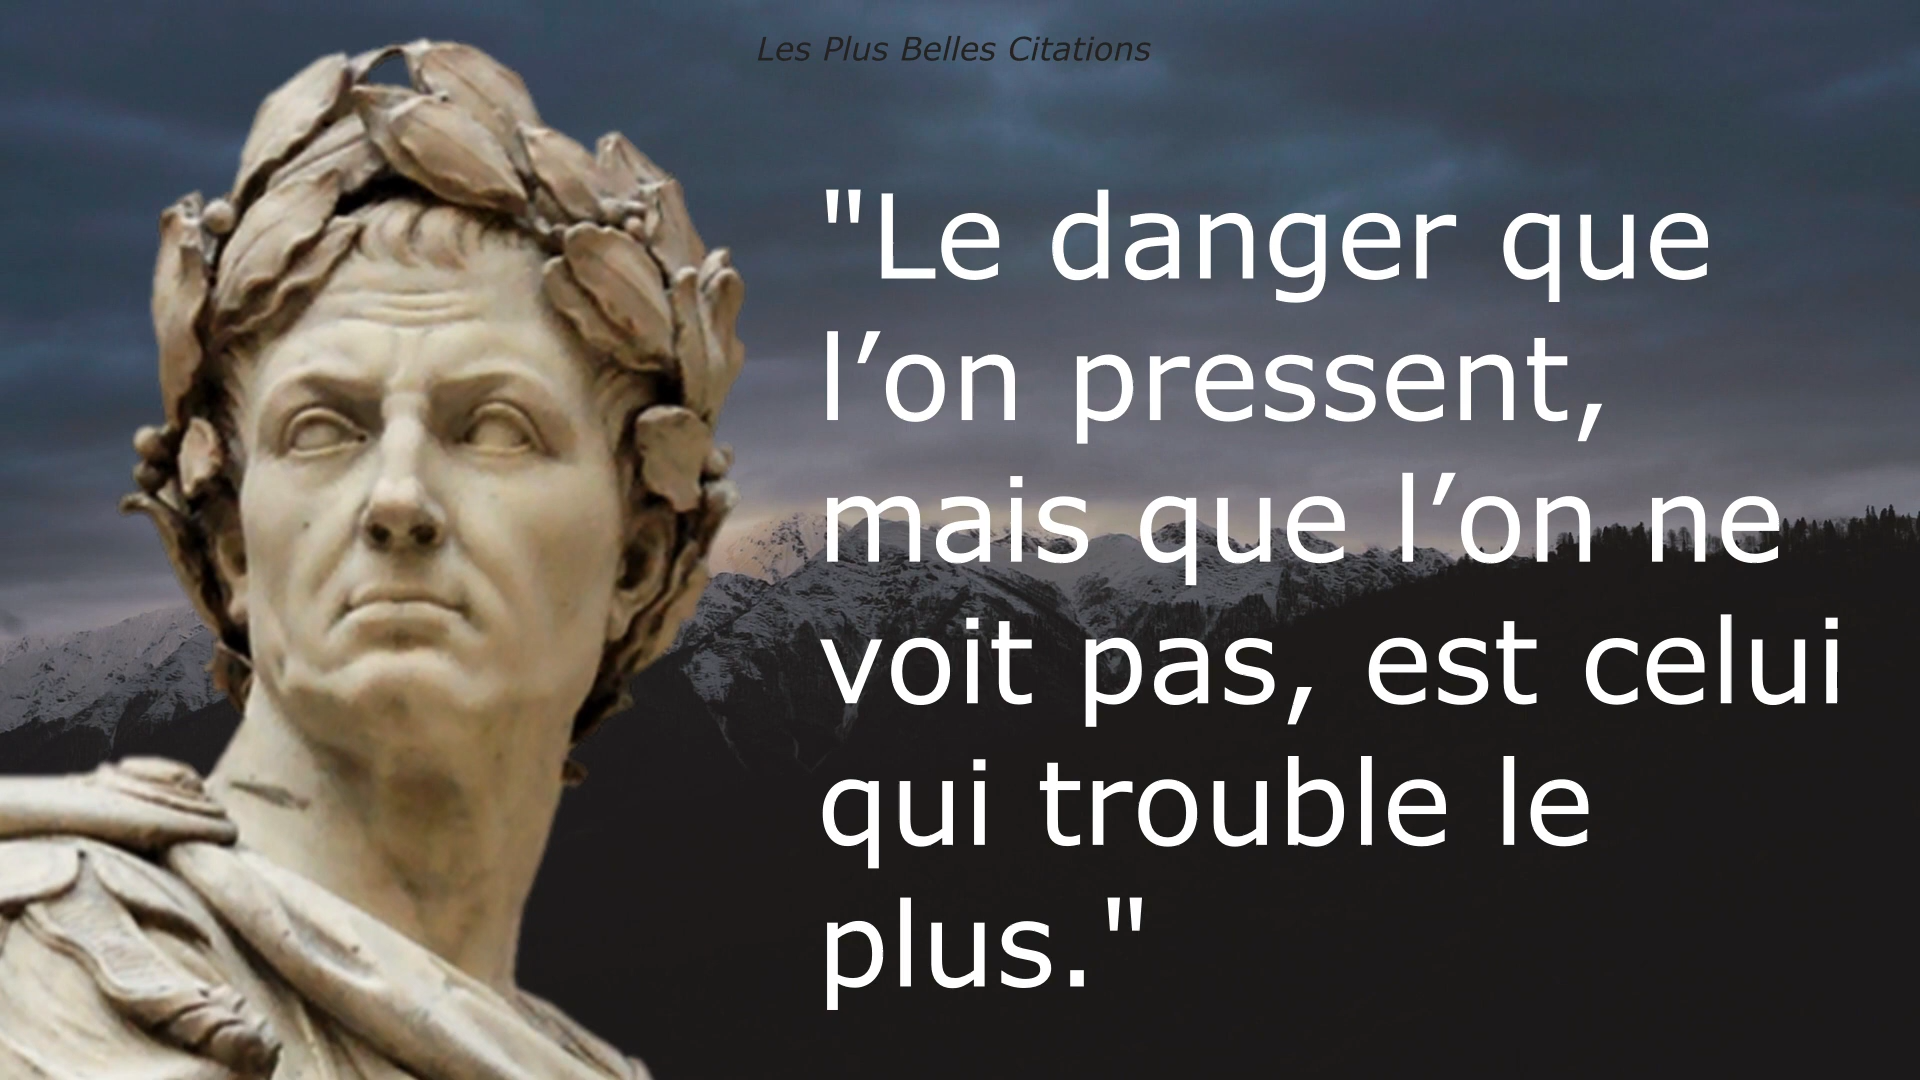 Les Plus Belles Citations
"Le danger que
l’on pressent,
mais que l’on ne
voit pas, est celui
qui trouble le
plus."